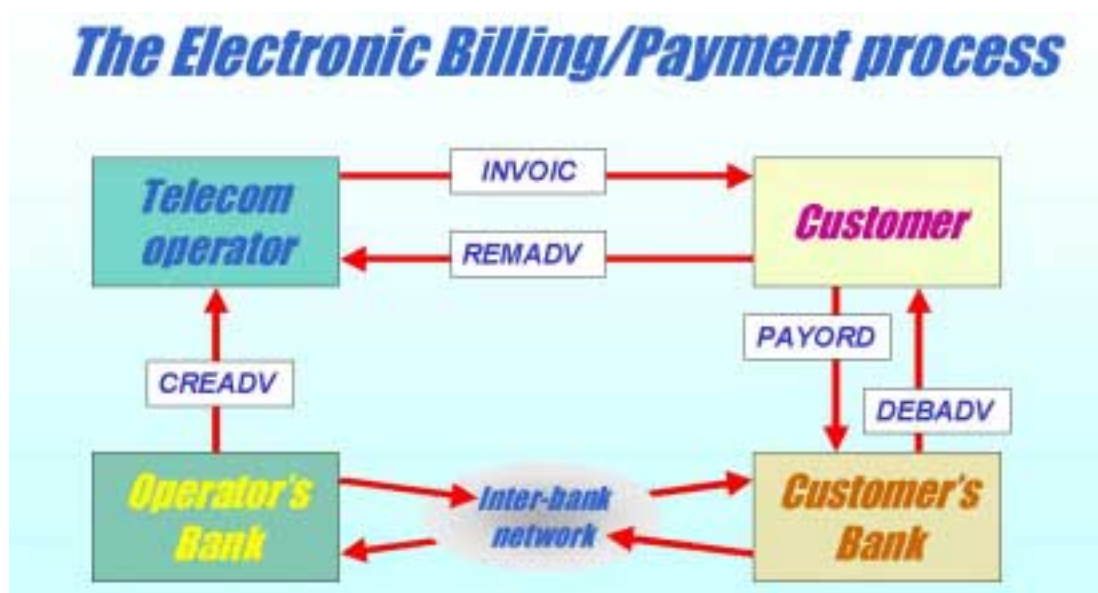 The Electronic Billing/Payment process
INVOIC
Telecom
operator
Customer
REMADV
PAYORD
CREADV
DEBADV
Operator's
Bank
Inter-bank
network
Customer's
Bank